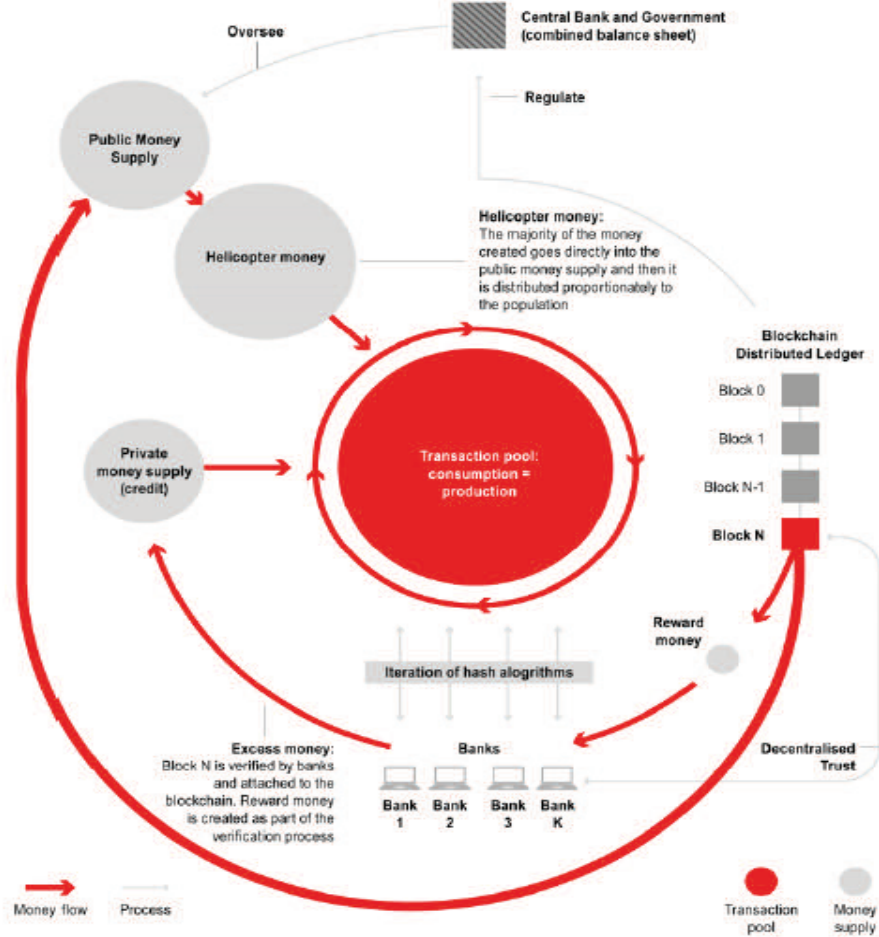 Central Bank and Government
(combined balance sheet)
Oversee
Regulate
Public Money
Supply
Helicopter money
Helicopter money:
The majority of the money
created goes directly into the
public money supply and then it
is distributed proportionately to
the population
Blockchain
Distributed Ledger
Block 0
Block 1
Block N-1
Block N
Private
money supply
(credit)
Transaction pool:
consumption =
production
Reward
money
Iteration of hash alogrithms
Excess money:
Block N is verified by banks
and attached to the
blockchain. Reward money
is created as part of the
verification process
Banks
Bank
1
Bank
2
Bank
3
Bank
K
Decentralised
Trust
Money flow
Process
Transaction
pool
Money
supply